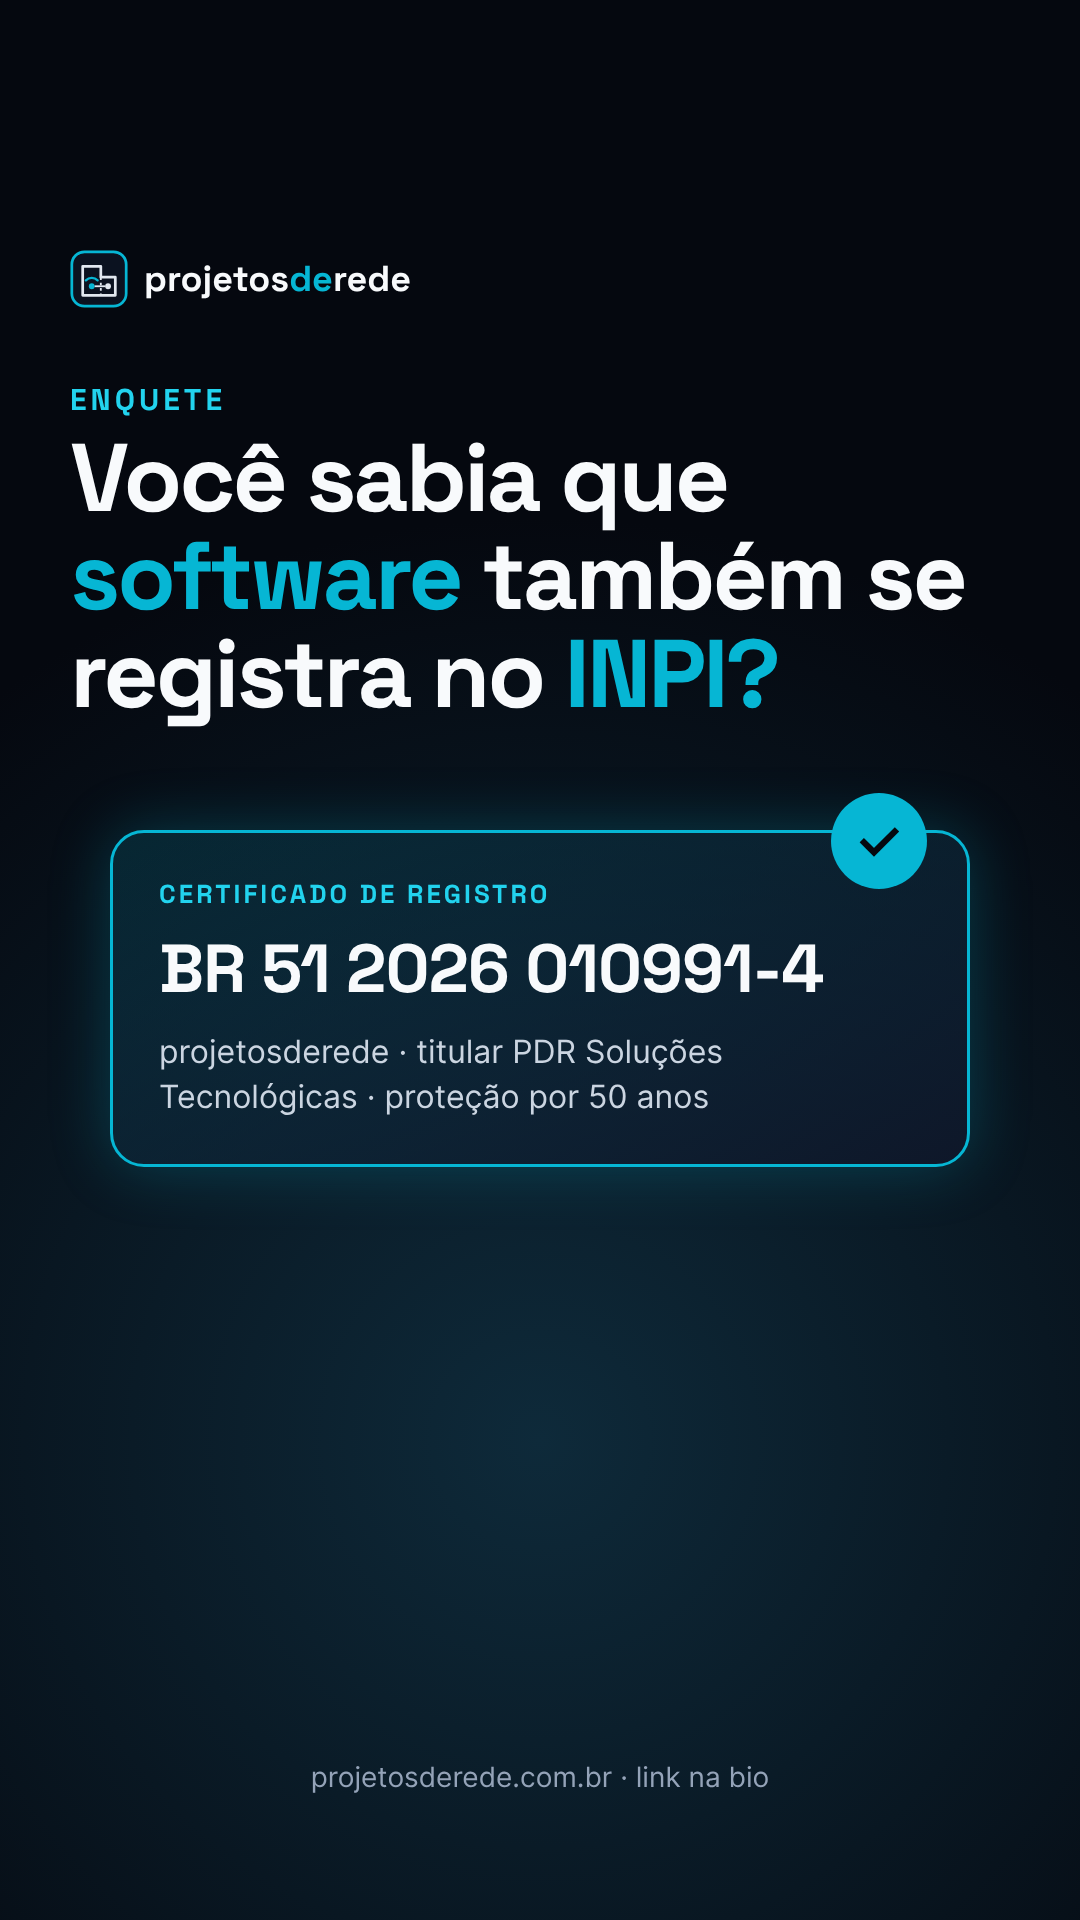 projetosderede
ENQUETE
Você sabia que
software também se
registra no INPI?
CERTIFICADO DE REGISTRO
BR 51 2026 010991-4
projetosderede · titular PDR Soluções
Tecnológicas · proteção por 50 anos
projetosderede.com.br · link na bio